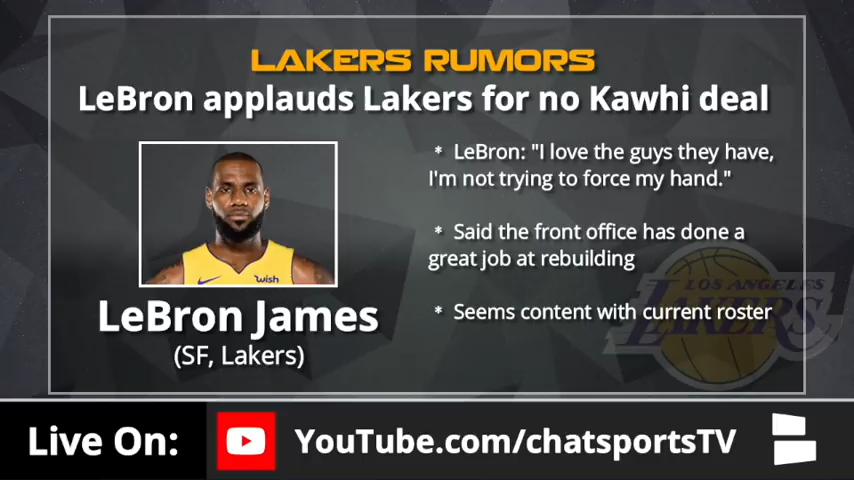 LAKERS RUMORS
LeBron applauds Lakers for no Kawhi deal
* LeBron: "I love the guys they have,
I'm not trying to force my hand."
* Said the front office has done a
great job at rebuilding
* Seems content with current roster
wish
LeBron James
(SF, Lakers)
LOS ANGELES
LAKERS
Live On:
YouTube.com/chatsportsTV